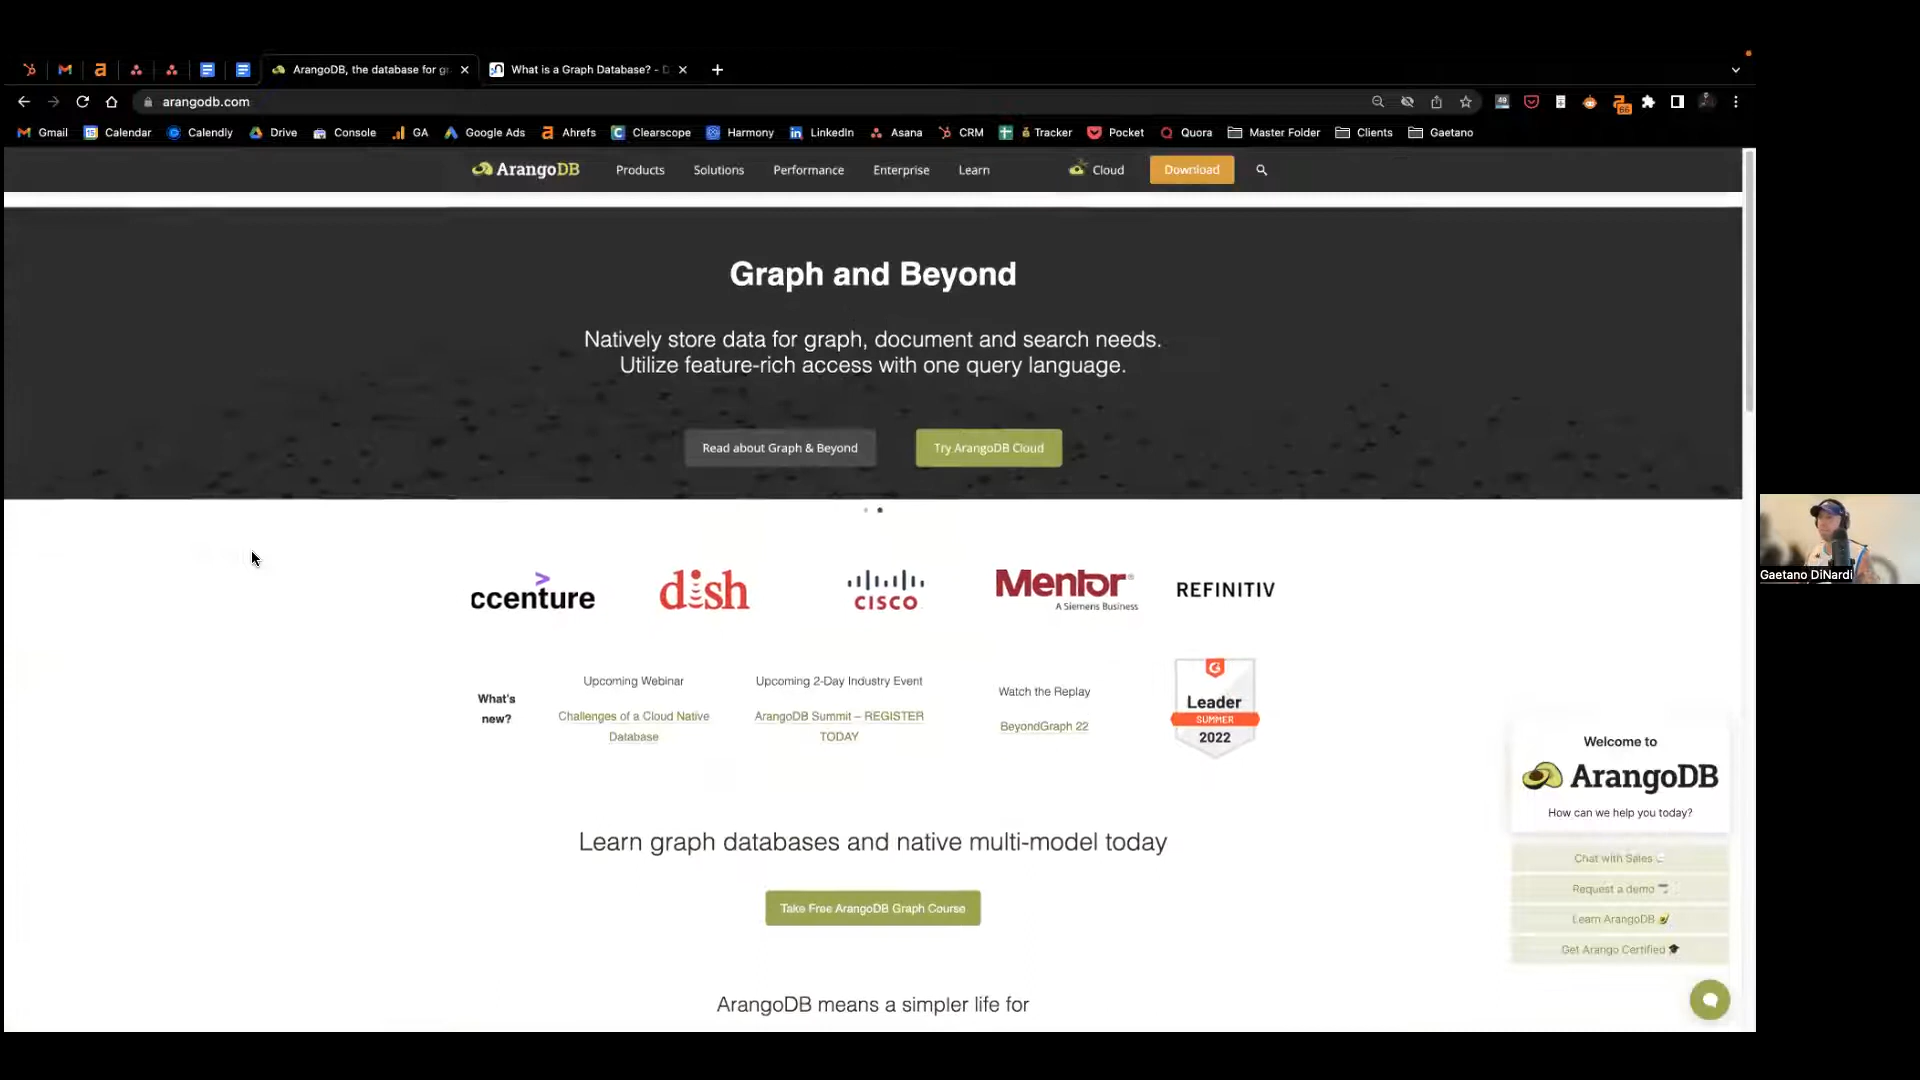 ArangoDB, the database for g
What is a Graph Database? -
arangodb.com
Gmail Calendar Calendly Drive Console GA Google Ads Ahrefs Clearscope Harmony LinkedIn Asana CRM Tracker Pocket Quora Master Folder Clients Gaetano
ArangoDB Products Solutions Performance Enterprise Learn Cloud Download
Graph and Beyond
Natively store data for graph, document and search needs.
Utilize feature-rich access with one query language.
Read about Graph & Beyond Try ArangoDB Cloud
ccenture dish CISCO Mentor REFINITIV
A Siemens Business
What's
new?
Upcoming Webinar
Challenges of a Cloud Native
Database
Upcoming 2-Day Industry Event
ArangoDB Summit – REGISTER
TODAY
Watch the Replay
BeyondGraph 22
Leader
SUMMER
2022
Learn graph databases and native multi-model today
Take Free ArangoDB Graph Course
ArangoDB means a simpler life for
Welcome to
ArangoDB
How can we help you today?
Chat with Sales
Request a demo
Learn ArangoDB
Get Arango Certified
Gaetano DiNardi